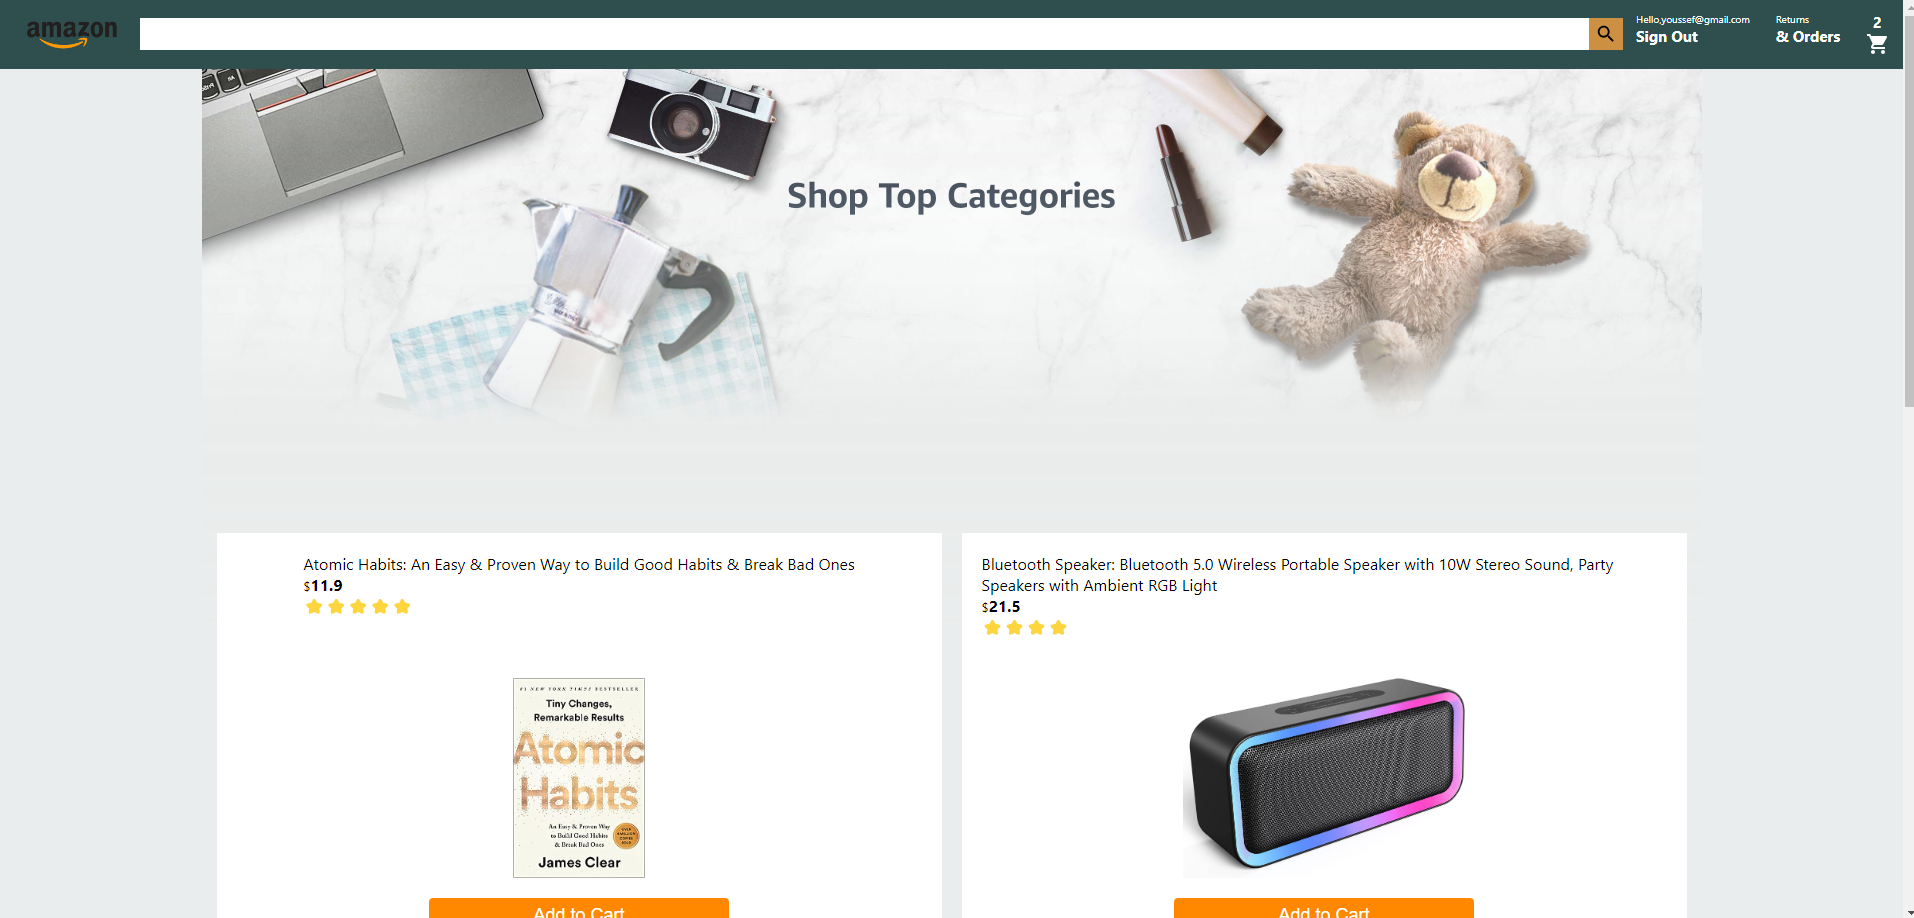 amazon
Hello,youssef@gmail.com
Sign Out
Returns
& Orders
2
Shop Top Categories
Atomic Habits: An Easy & Proven Way to Build Good Habits & Break Bad Ones
$11.9
Bluetooth Speaker: Bluetooth 5.0 Wireless Portable Speaker with 10W Stereo Sound, Party
Speakers with Ambient RGB Light
$21.5
#1 NEW YORK TIMES BESTSELLER
Tiny Changes,
Remarkable Results
Atomic
Habits
An Easy & Proven Way
to Build Good Habits
& Break Bad Ones
James Clear
Add to Cart
Add to Cart